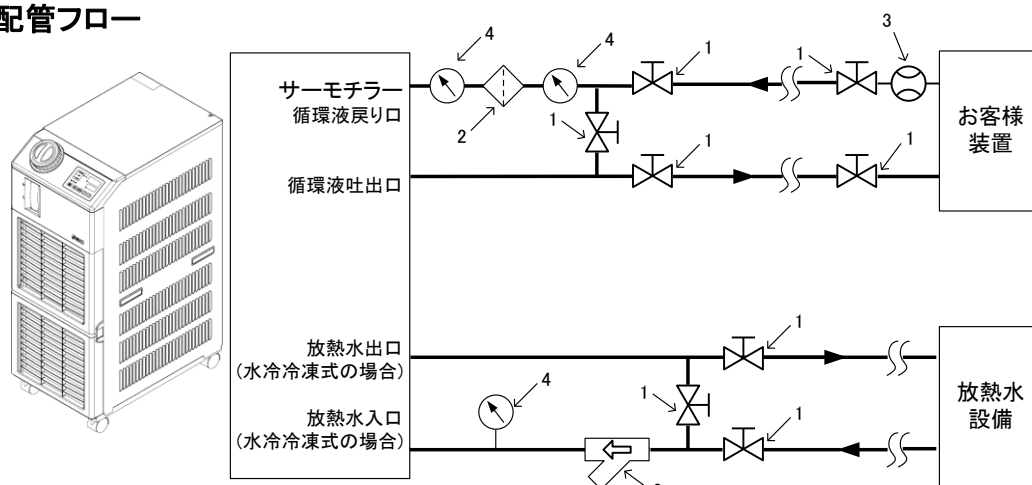 配管フロー
4
4
1
1
3
サーモチラー
循環液戻り口
2
1
お客様
装置
1
1
循環液吐出口
1
放熱水出口
(水冷冷凍式の場合)
4
1
1
放熱水入口
(水冷冷凍式の場合)
放熱水
設備